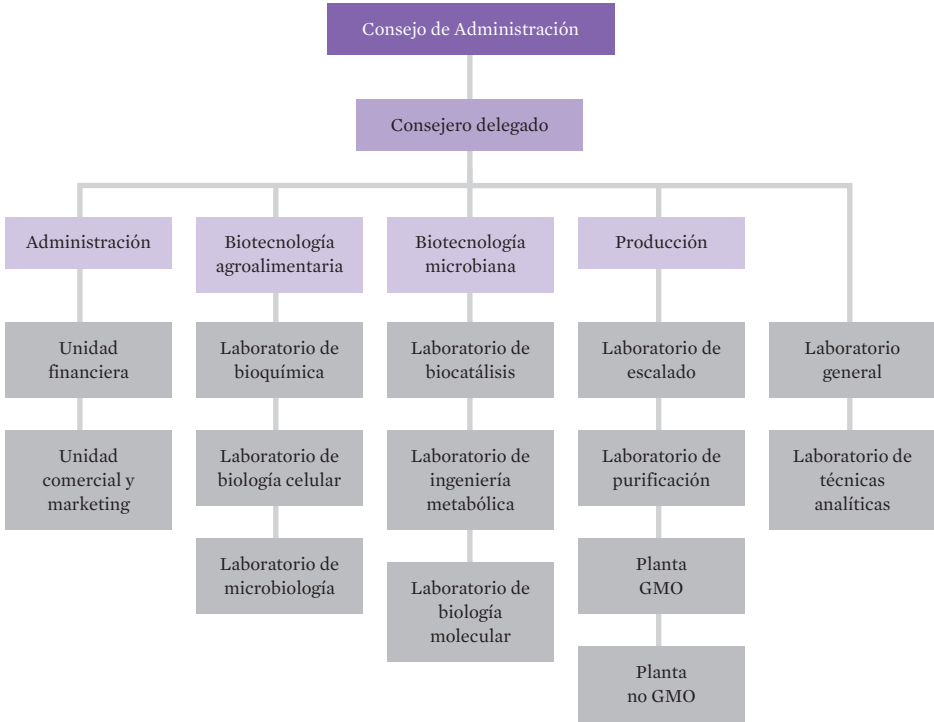 Consejo de Administración
Consejero delegado
Administración
Biotecnología
agroalimentaria
Biotecnología
microbiana
Producción
Unidad
financiera
Laboratorio de
bioquímica
Laboratorio de
biocatálisis
Laboratorio de
escalado
Laboratorio
general
Unidad
comercial y
marketing
Laboratorio de
biología celular
Laboratorio de
ingeniería
metabólica
Laboratorio de
purificación
Laboratorio de
técnicas
analíticas
Laboratorio de
microbiología
Laboratorio de
biología
molecular
Planta
GMO
Planta
no GMO